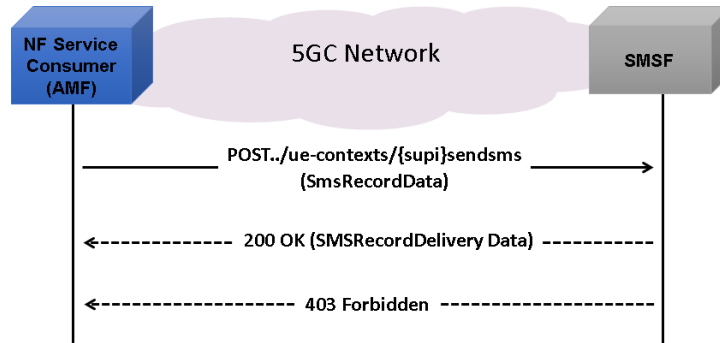 NF Service
Consumer
(AMF)
5GC Network
SMSF
POST../ue-contexts/{supi}sendsms
(SmsRecordData)
200 OK (SMSRecordDelivery Data)
403 Forbidden